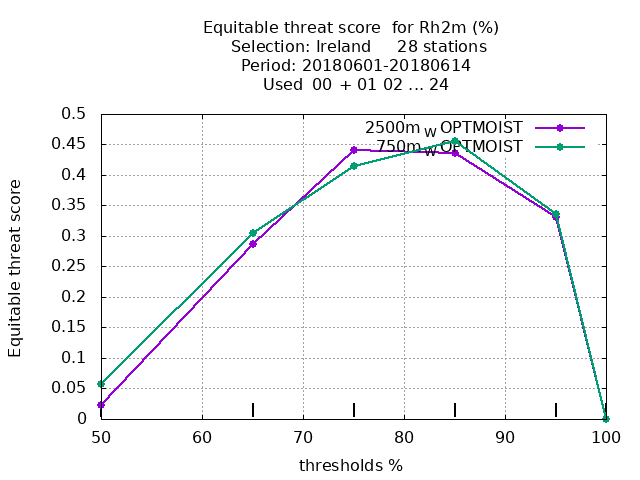 Equitable threat score for Rh2m (%)
Selection: Ireland 28 stations
Period: 20180601-20180614
Used 00 + 01 02 ... 24
0.5
0.45
0.4
0.35
0.3
0.25
0.2
0.15
0.1
0.05
0
Equitable threat score
2500m W OPTMOIST
750m W OPTMOIST
50 60 70 80 90 100
thresholds %